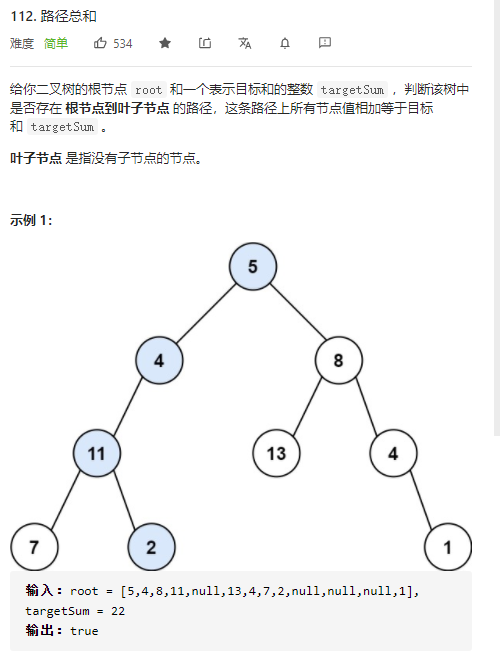 112. 路径总和
难度 简单 534
给你二叉树的根节点 root 和一个表示目标和的整数 targetSum ，判断该树中
是否存在 根节点到叶子节点 的路径，这条路径上所有节点值相加等于目标
和 targetSum 。
叶子节点 是指没有子节点的节点。
示例 1：
5
4 8
11 13 4
7 2 1
输入：root = [5,4,8,11,null,13,4,7,2,null,null,null,1],
targetSum = 22
输出：true